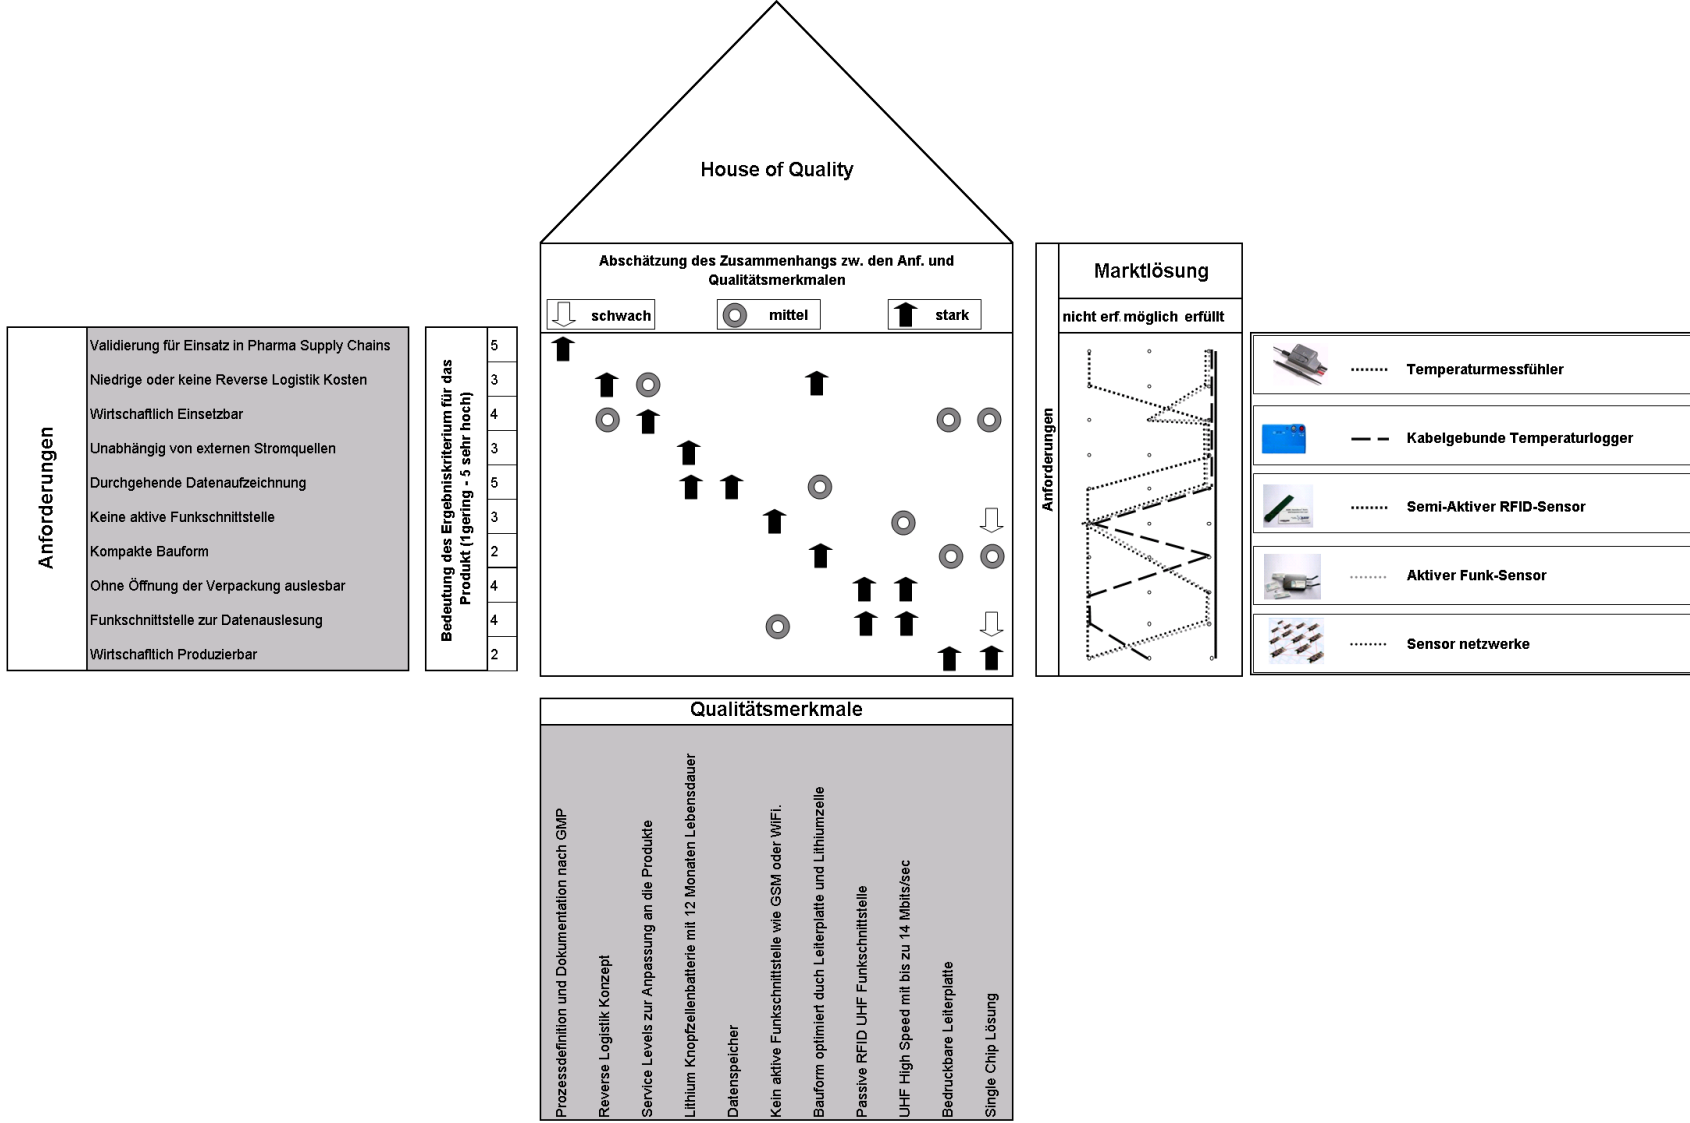 House of Quality
Abschätzung des Zusammenhangs zw. den Anf. und
Qualitätsmerkmalen
schwach
mittel
stark
Anforderungen
Validierung für Einsatz in Pharma Supply Chains
Niedrige oder keine Reverse Logistik Kosten
Wirtschaftlich Einsetzbar
Unabhängig von externen Stromquellen
Durchgehende Datenaufzeichnung
Keine aktive Funkschnittstelle
Kompakte Bauform
Ohne Öffnung der Verpackung auslesbar
Funkschnittstelle zur Datenauslesung
Wirtschafltich Produzierbar
Bedeutung des Ergebniskriterium für das
Produkt (1gering - 5 sehr hoch)
5
3
4
3
5
3
2
4
4
2
Anforderungen
Marktlösung
nicht erf. möglich erfüllt
Temperaturmessfühler
Kabelgebunde Temperaturlogger
Semi-Aktiver RFID-Sensor
Aktiver Funk-Sensor
Sensor netzwerke
Qualitätsmerkmale
Prozessdefinition und Dokumentation nach GMP
Reverse Logistik Konzept
Service Levels zur Anpassung an die Produkte
Lithium Knopfzellenbatterie mit 12 Monaten Lebensdauer
Datenspeicher
Kein aktive Funkschnittstelle wie GSM oder WiFi.
Bauform optimiert duch Leiterplatte und Lithiumzelle
Passive RFID UHF Funkschnittstelle
UHF High Speed mit bis zu 14 Mbits/sec
Bedruckbare Leiterplatte
Single Chip Lösung